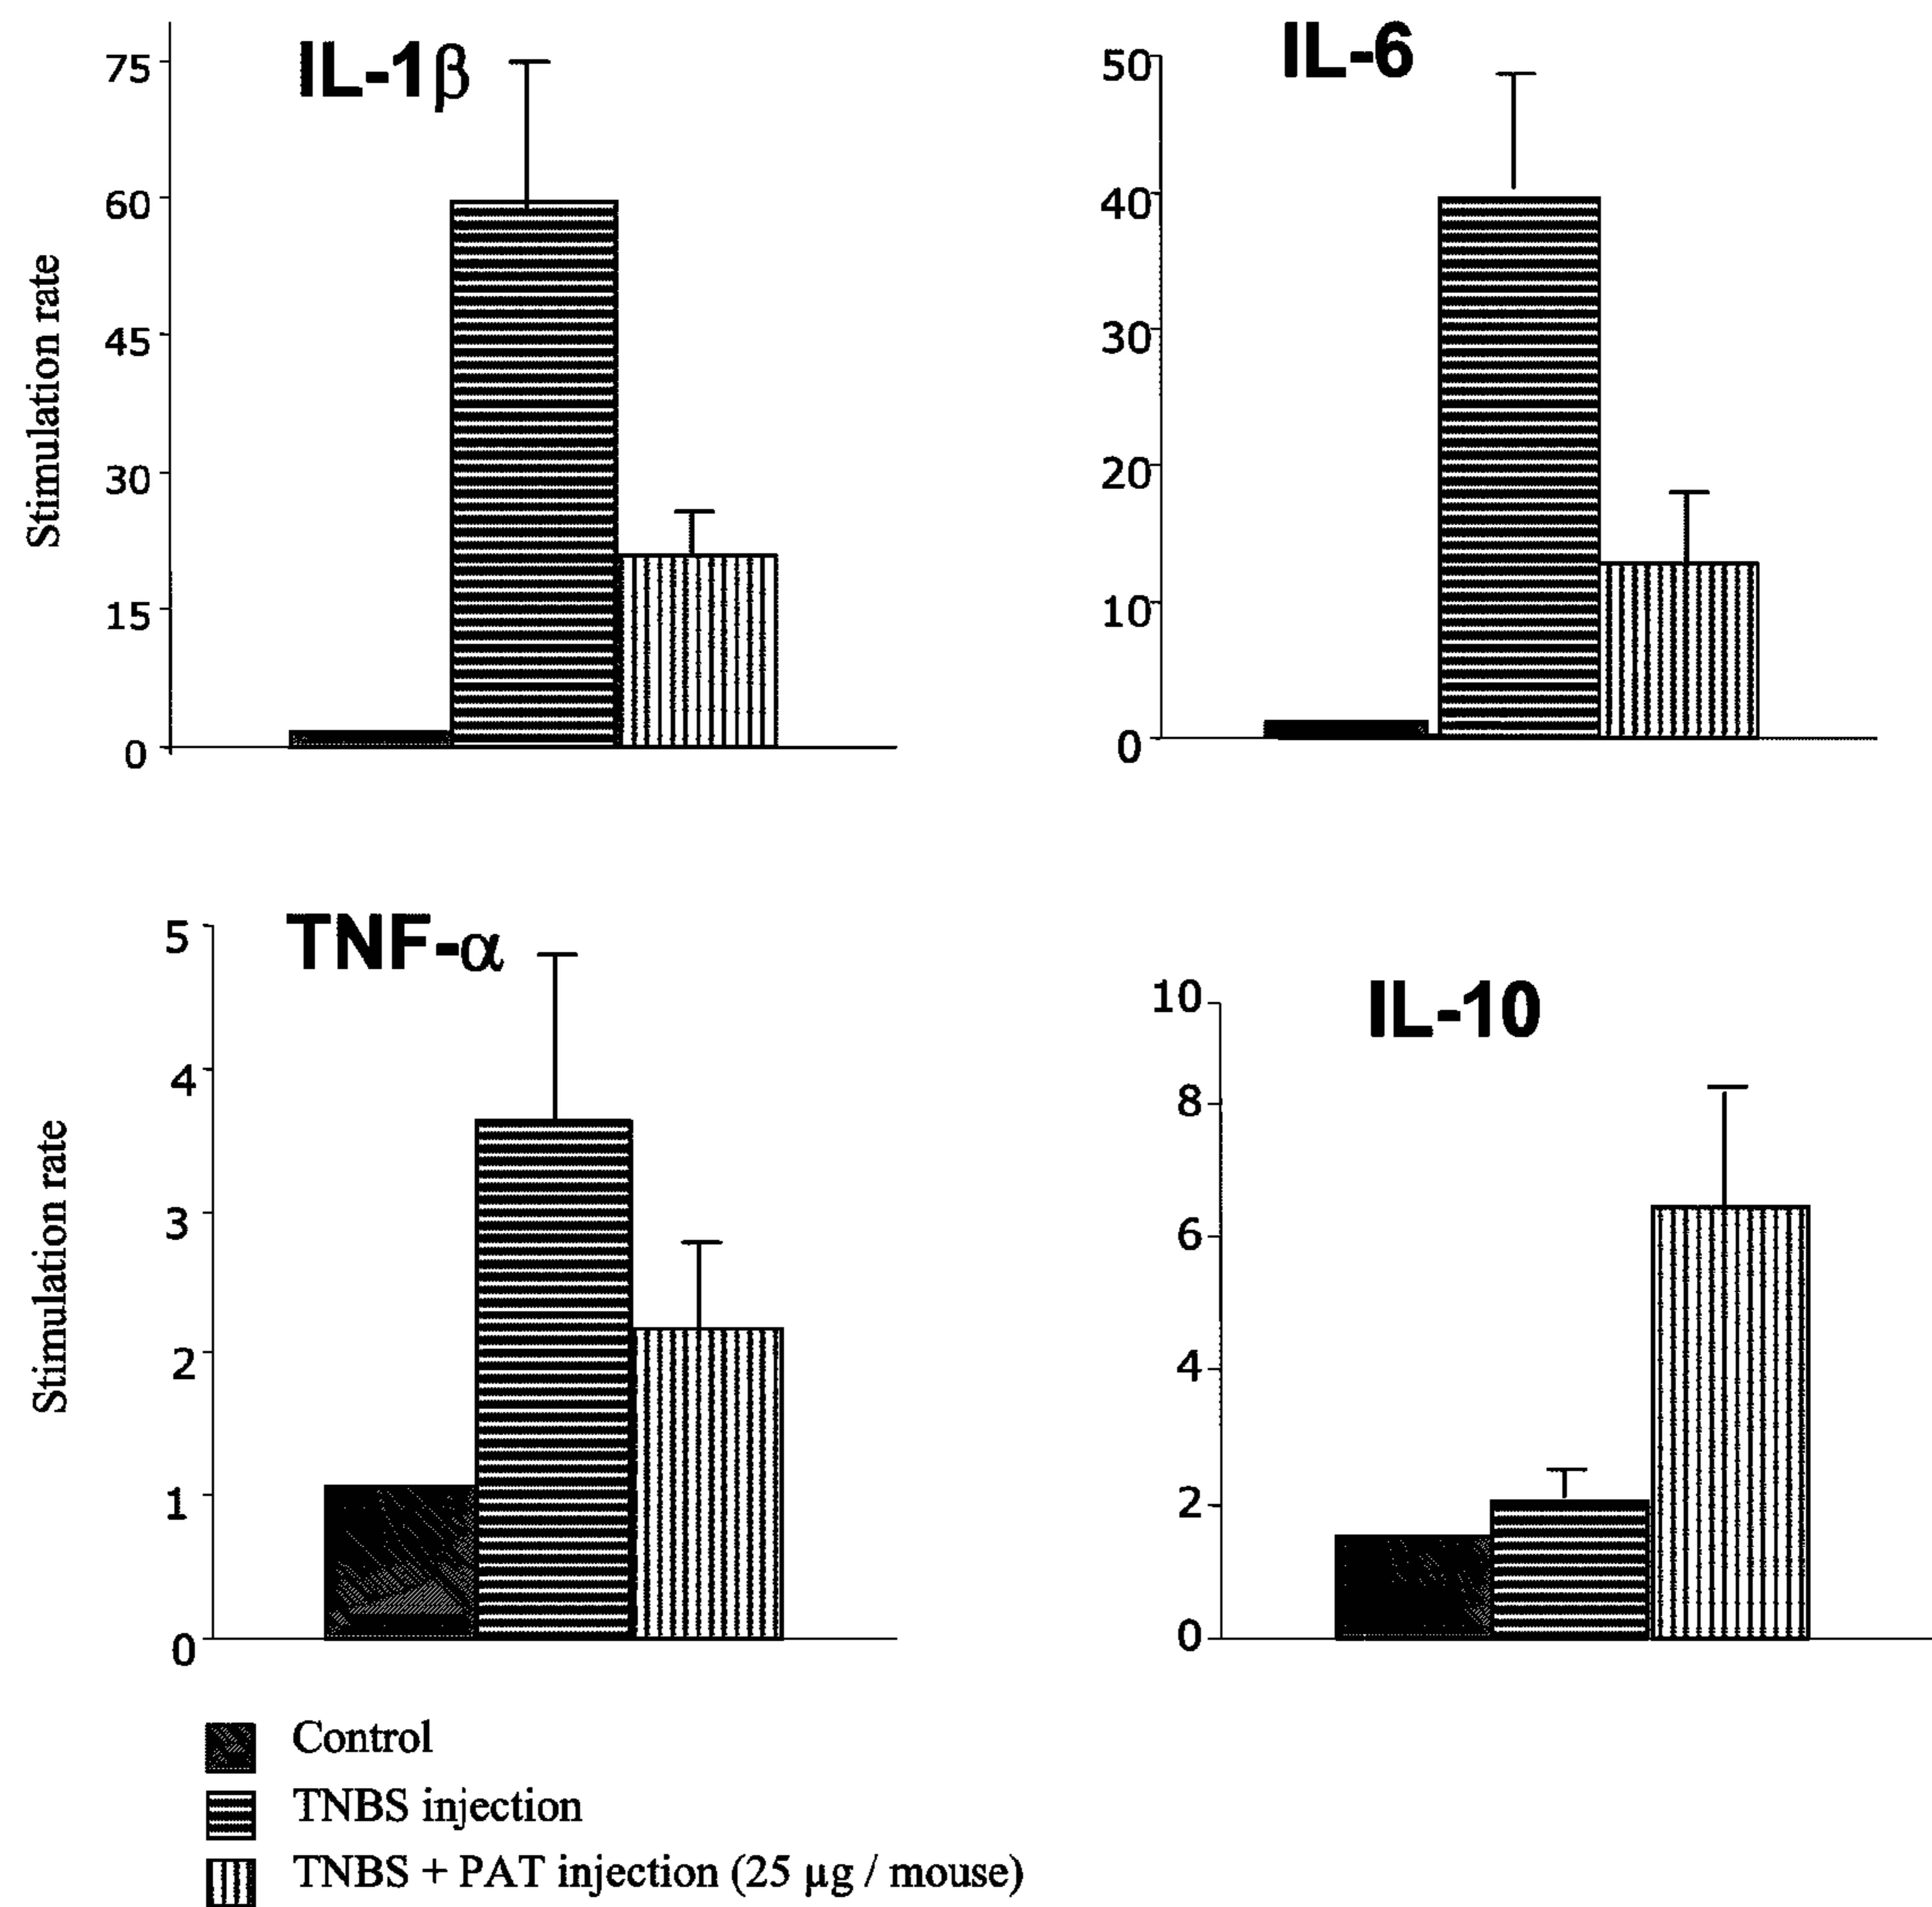 IL-1β
75
60
45
30
15
0
Stimulation rate
IL-6
50
40
30
20
10
0
TNF-α
5
4
3
2
1
0
Stimulation rate
IL-10
10
8
6
4
2
0
Control
TNBS injection
TNBS + PAT injection (25 μg / mouse)